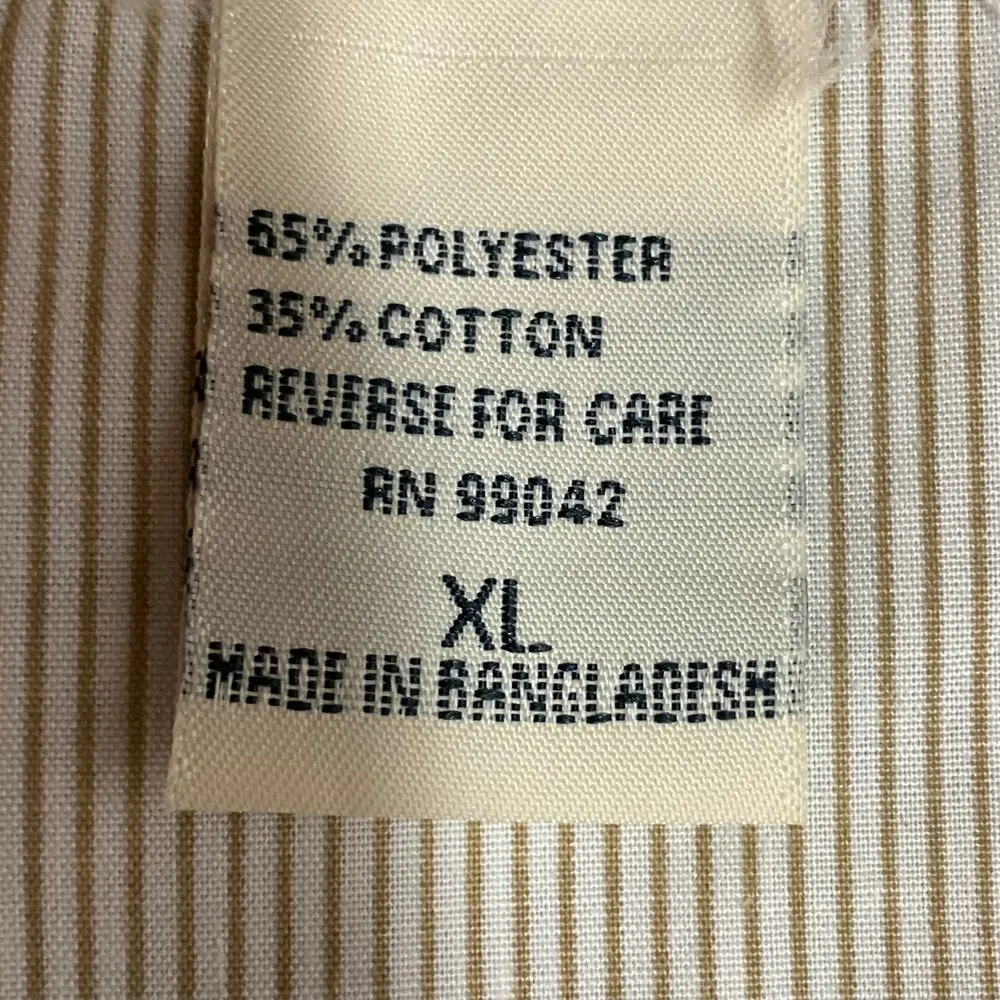 65% POLYESTER
35% COTTON
REVERSE FOR CARE
RN 99042
XL
MADE IN BANGLADESH